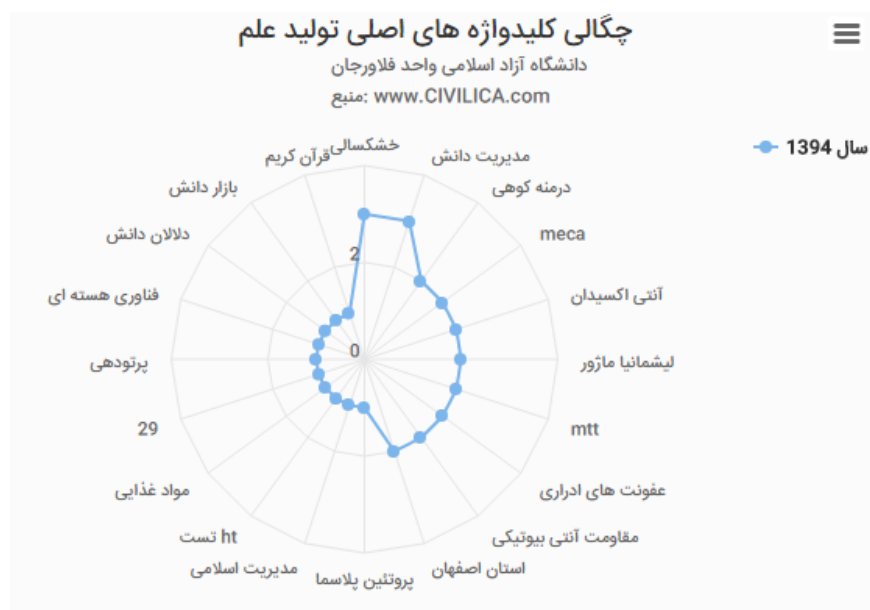 چگالی کلیدواژه های اصلی تولید علم
دانشگاه آزاد اسلامی واحد فلاورجان
منبع: www.CIVILICA.com
سال 1394
خشکسالی
مدیریت دانش
درمنه کوهی
meca
آنتی اکسیدان
لیشمانیا ماژور
mtt
عفونت های ادراری
مقاومت آنتی بیوتیکی
استان اصفهان
پروتئین پلاسما
مدیریت اسلامی
تست ht
مواد غذایی
29
پرتودهی
فناوری هسته ای
دلالان دانش
بازار دانش
قرآن کریم
2
0